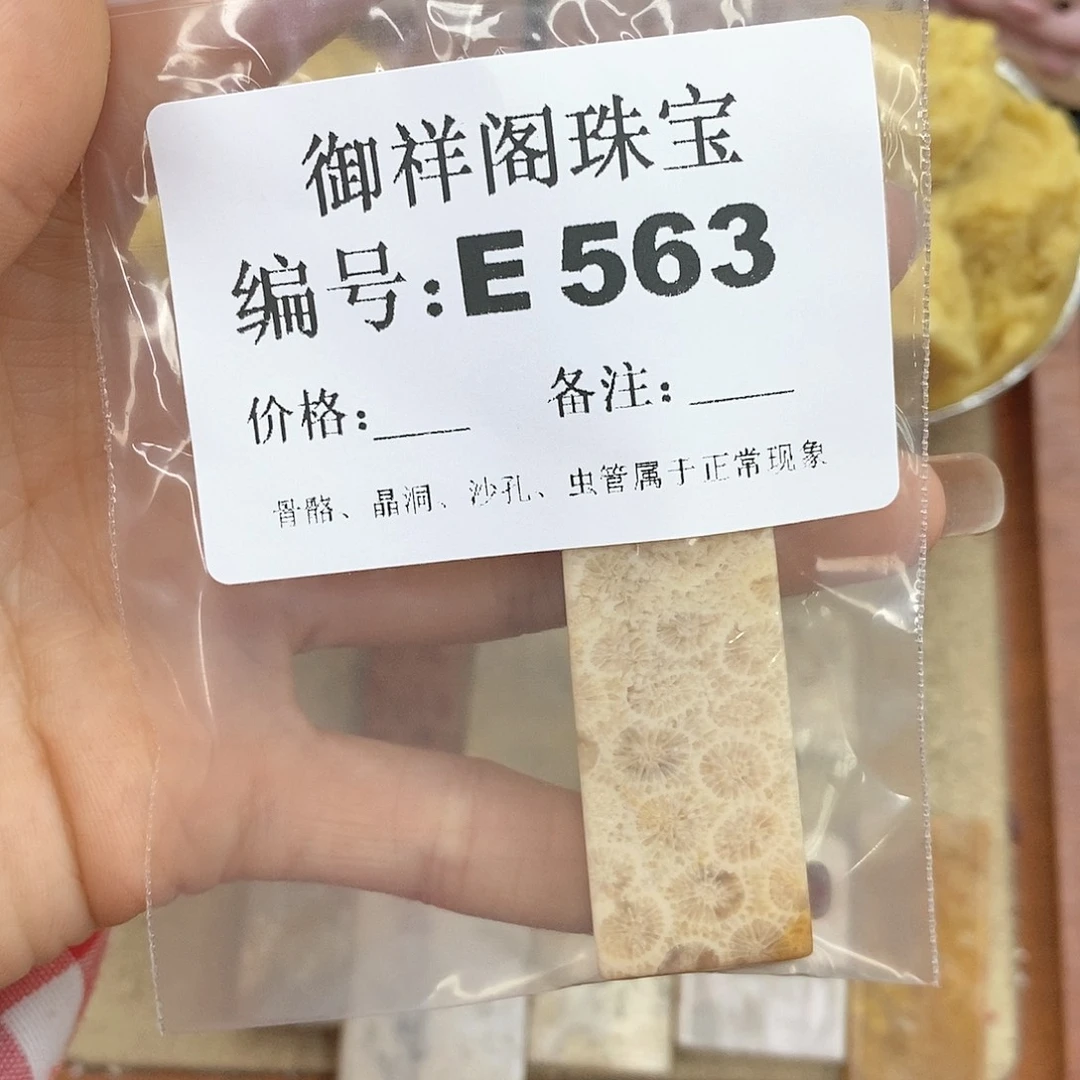 御祥阁珠宝
编号:E 563
价格:____ 备注:____
骨骼、晶洞、沙孔、虫管属于正常现象